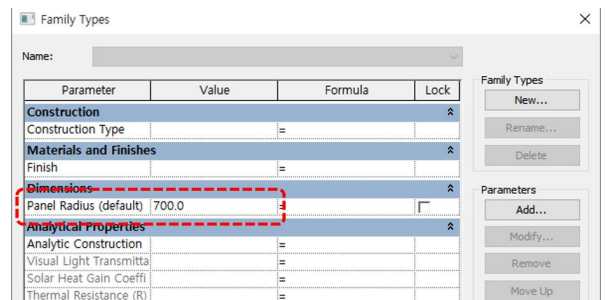 Family Types
Name:
Parameter Value Formula Lock
Construction
Construction Type =
Materials and Finishes
Finish =
Dimensions
Panel Radius (default) 700.0 =
Analytical Properties
Analytic Construction =
Visual Light Transmitta =
Solar Heat Gain Coeffi =
Thermal Resistance (R) =
Family Types
New...
Rename...
Delete
Parameters
Add...
Modify...
Remove
Move Up